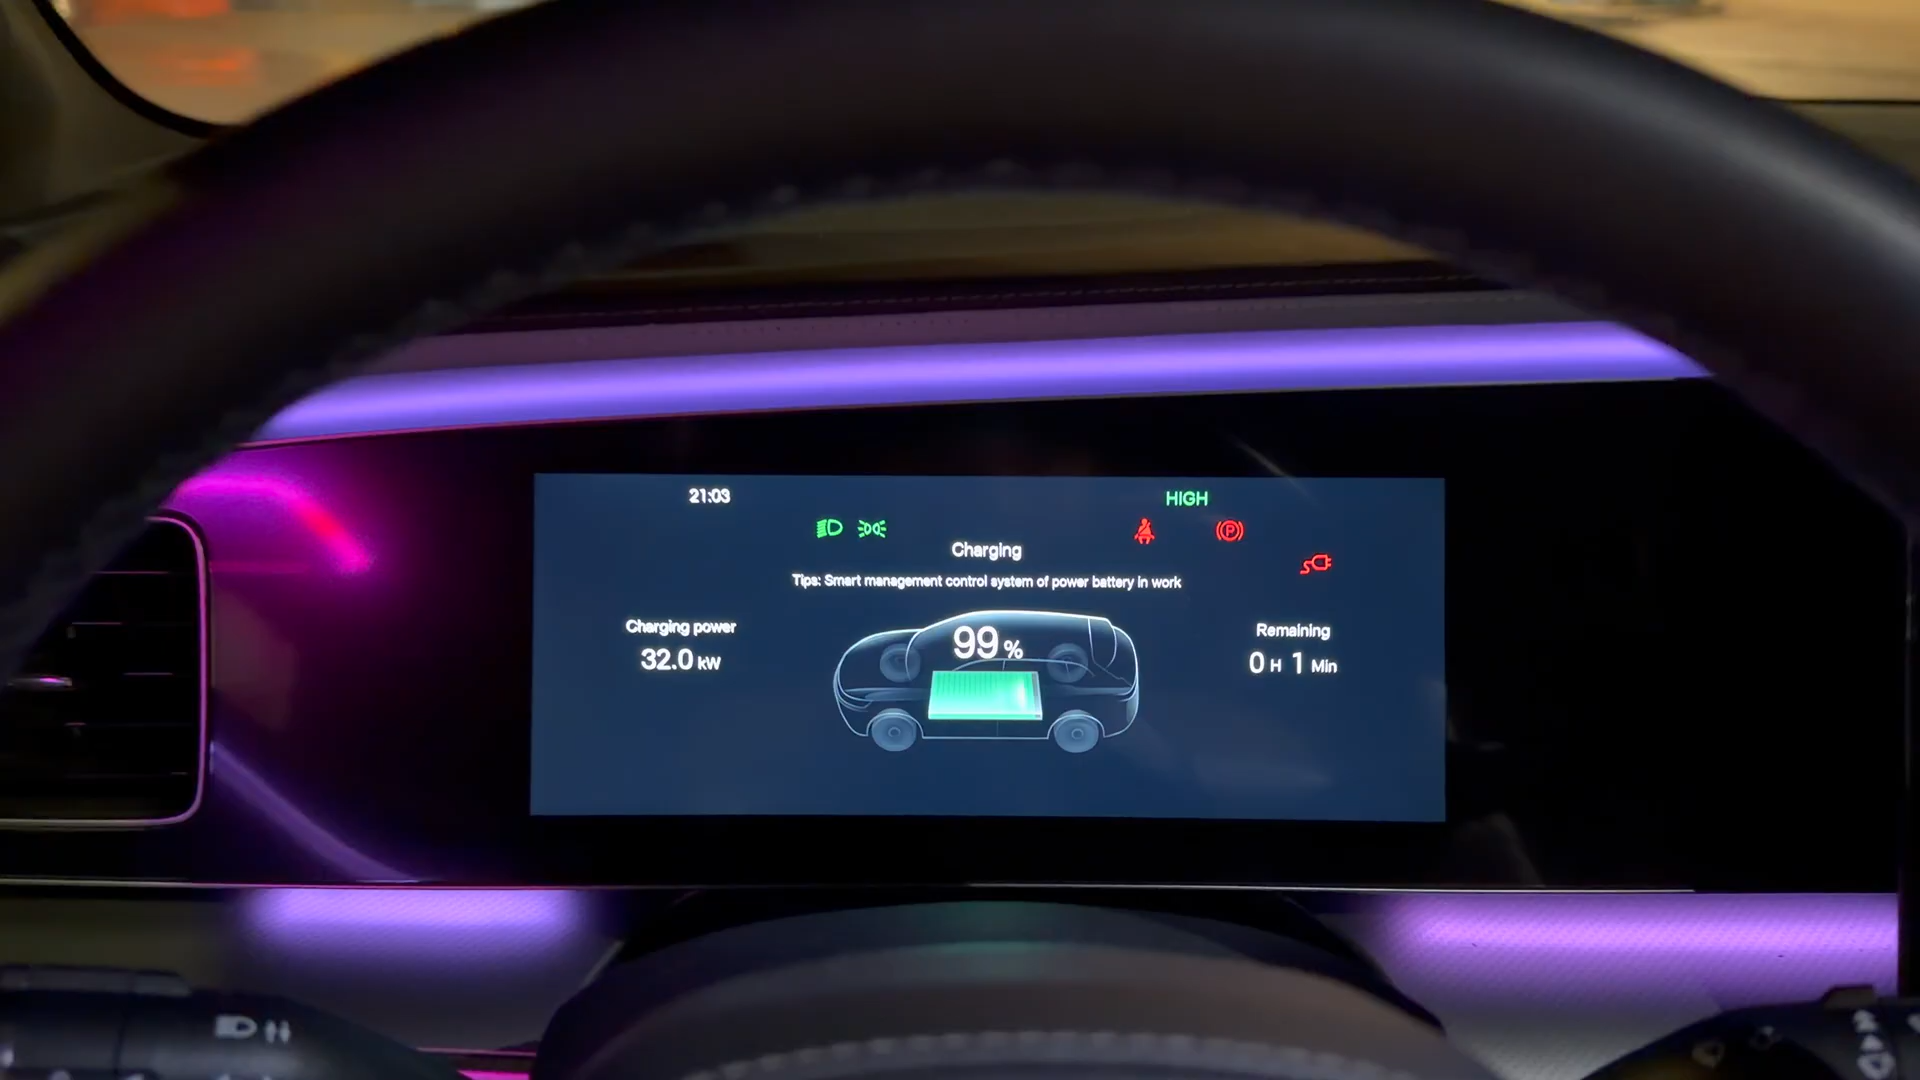 21:03
HIGH
Charging
Tips: Smart management control system of power battery in work
Charging power
32.0 kW
99 %
Remaining
0 H 1 Min